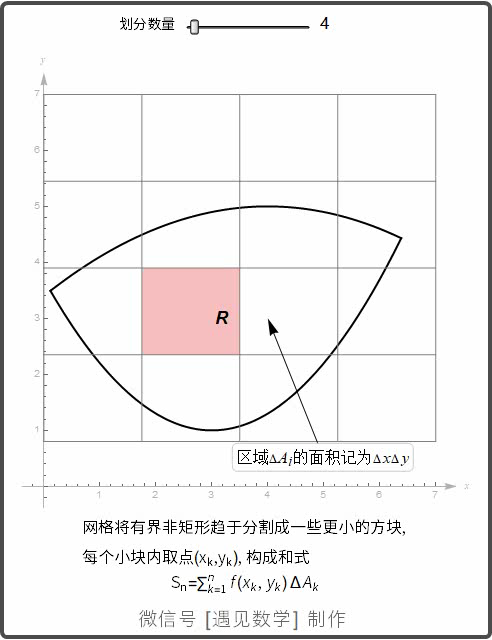 划分数量 4
y
7
6
5
4
3
2
1
R
区域ΔAᵢ的面积记为ΔxΔy
0
1 2 3 4 5 6 7 x
网格将有界非矩形趋于分割成一些更小的方块,
每个小块内取点(xₖ,yₖ), 构成和式
Sₙ=∑ⁿₖ₌₁ f(xₖ, yₖ) ΔAₖ
微信号 [遇见数学] 制作